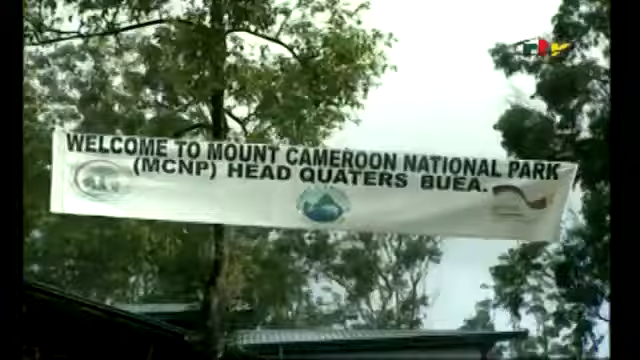 WELCOME TO MOUNT CAMEROON NATIONAL PARK
(MCNP) HEAD QUATERS BUEA.